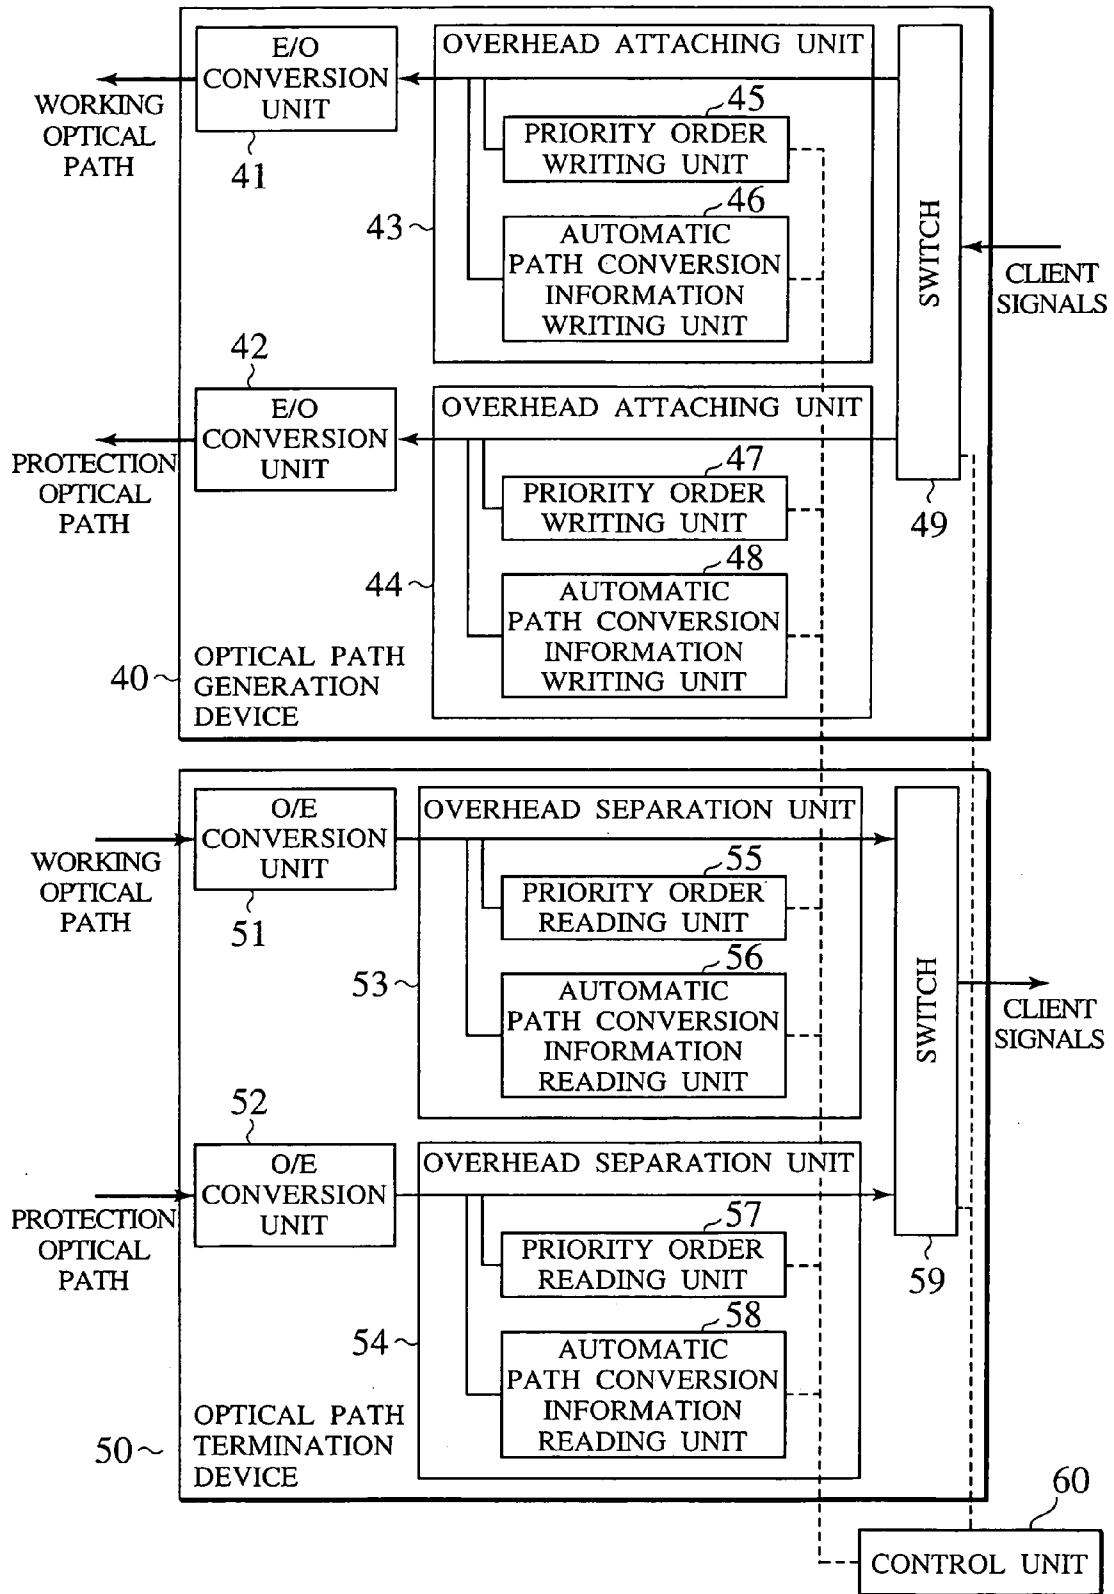 E/O
CONVERSION
UNIT
41
WORKING
OPTICAL
PATH
OVERHEAD ATTACHING UNIT
45
PRIORITY ORDER
WRITING UNIT
46
AUTOMATIC
PATH CONVERSION
INFORMATION
WRITING UNIT
43
SWITCH
CLIENT
SIGNALS
42
E/O
CONVERSION
UNIT
PROTECTION
OPTICAL
PATH
OVERHEAD ATTACHING UNIT
47
PRIORITY ORDER
WRITING UNIT
49
48
AUTOMATIC
PATH CONVERSION
INFORMATION
WRITING UNIT
44
40
OPTICAL PATH
GENERATION
DEVICE
O/E
CONVERSION
UNIT
51
WORKING
OPTICAL
PATH
OVERHEAD SEPARATION UNIT
55
PRIORITY ORDER
READING UNIT
56
AUTOMATIC
PATH CONVERSION
INFORMATION
READING UNIT
53
SWITCH
CLIENT
SIGNALS
52
O/E
CONVERSION
UNIT
PROTECTION
OPTICAL
PATH
OVERHEAD SEPARATION UNIT
57
PRIORITY ORDER
READING UNIT
59
58
AUTOMATIC
PATH CONVERSION
INFORMATION
READING UNIT
54
50
OPTICAL PATH
TERMINATION
DEVICE
60
CONTROL UNIT